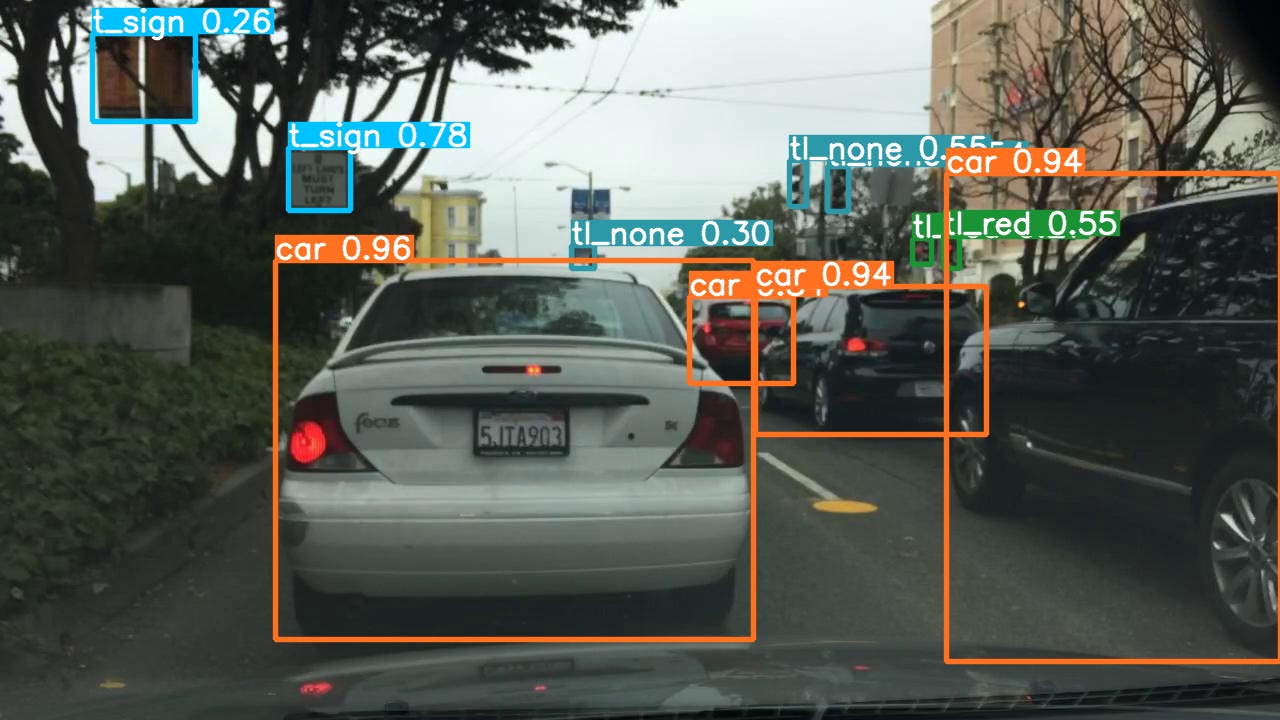 t_sign 0.26
t_sign 0.78
LEFT LANE
MUST
TURN
LEFT
tl_none 0.55
car 0.94
tl_red 0.55
tl_none 0.30
car 0.96
car
car 0.94
focus
5JTA903